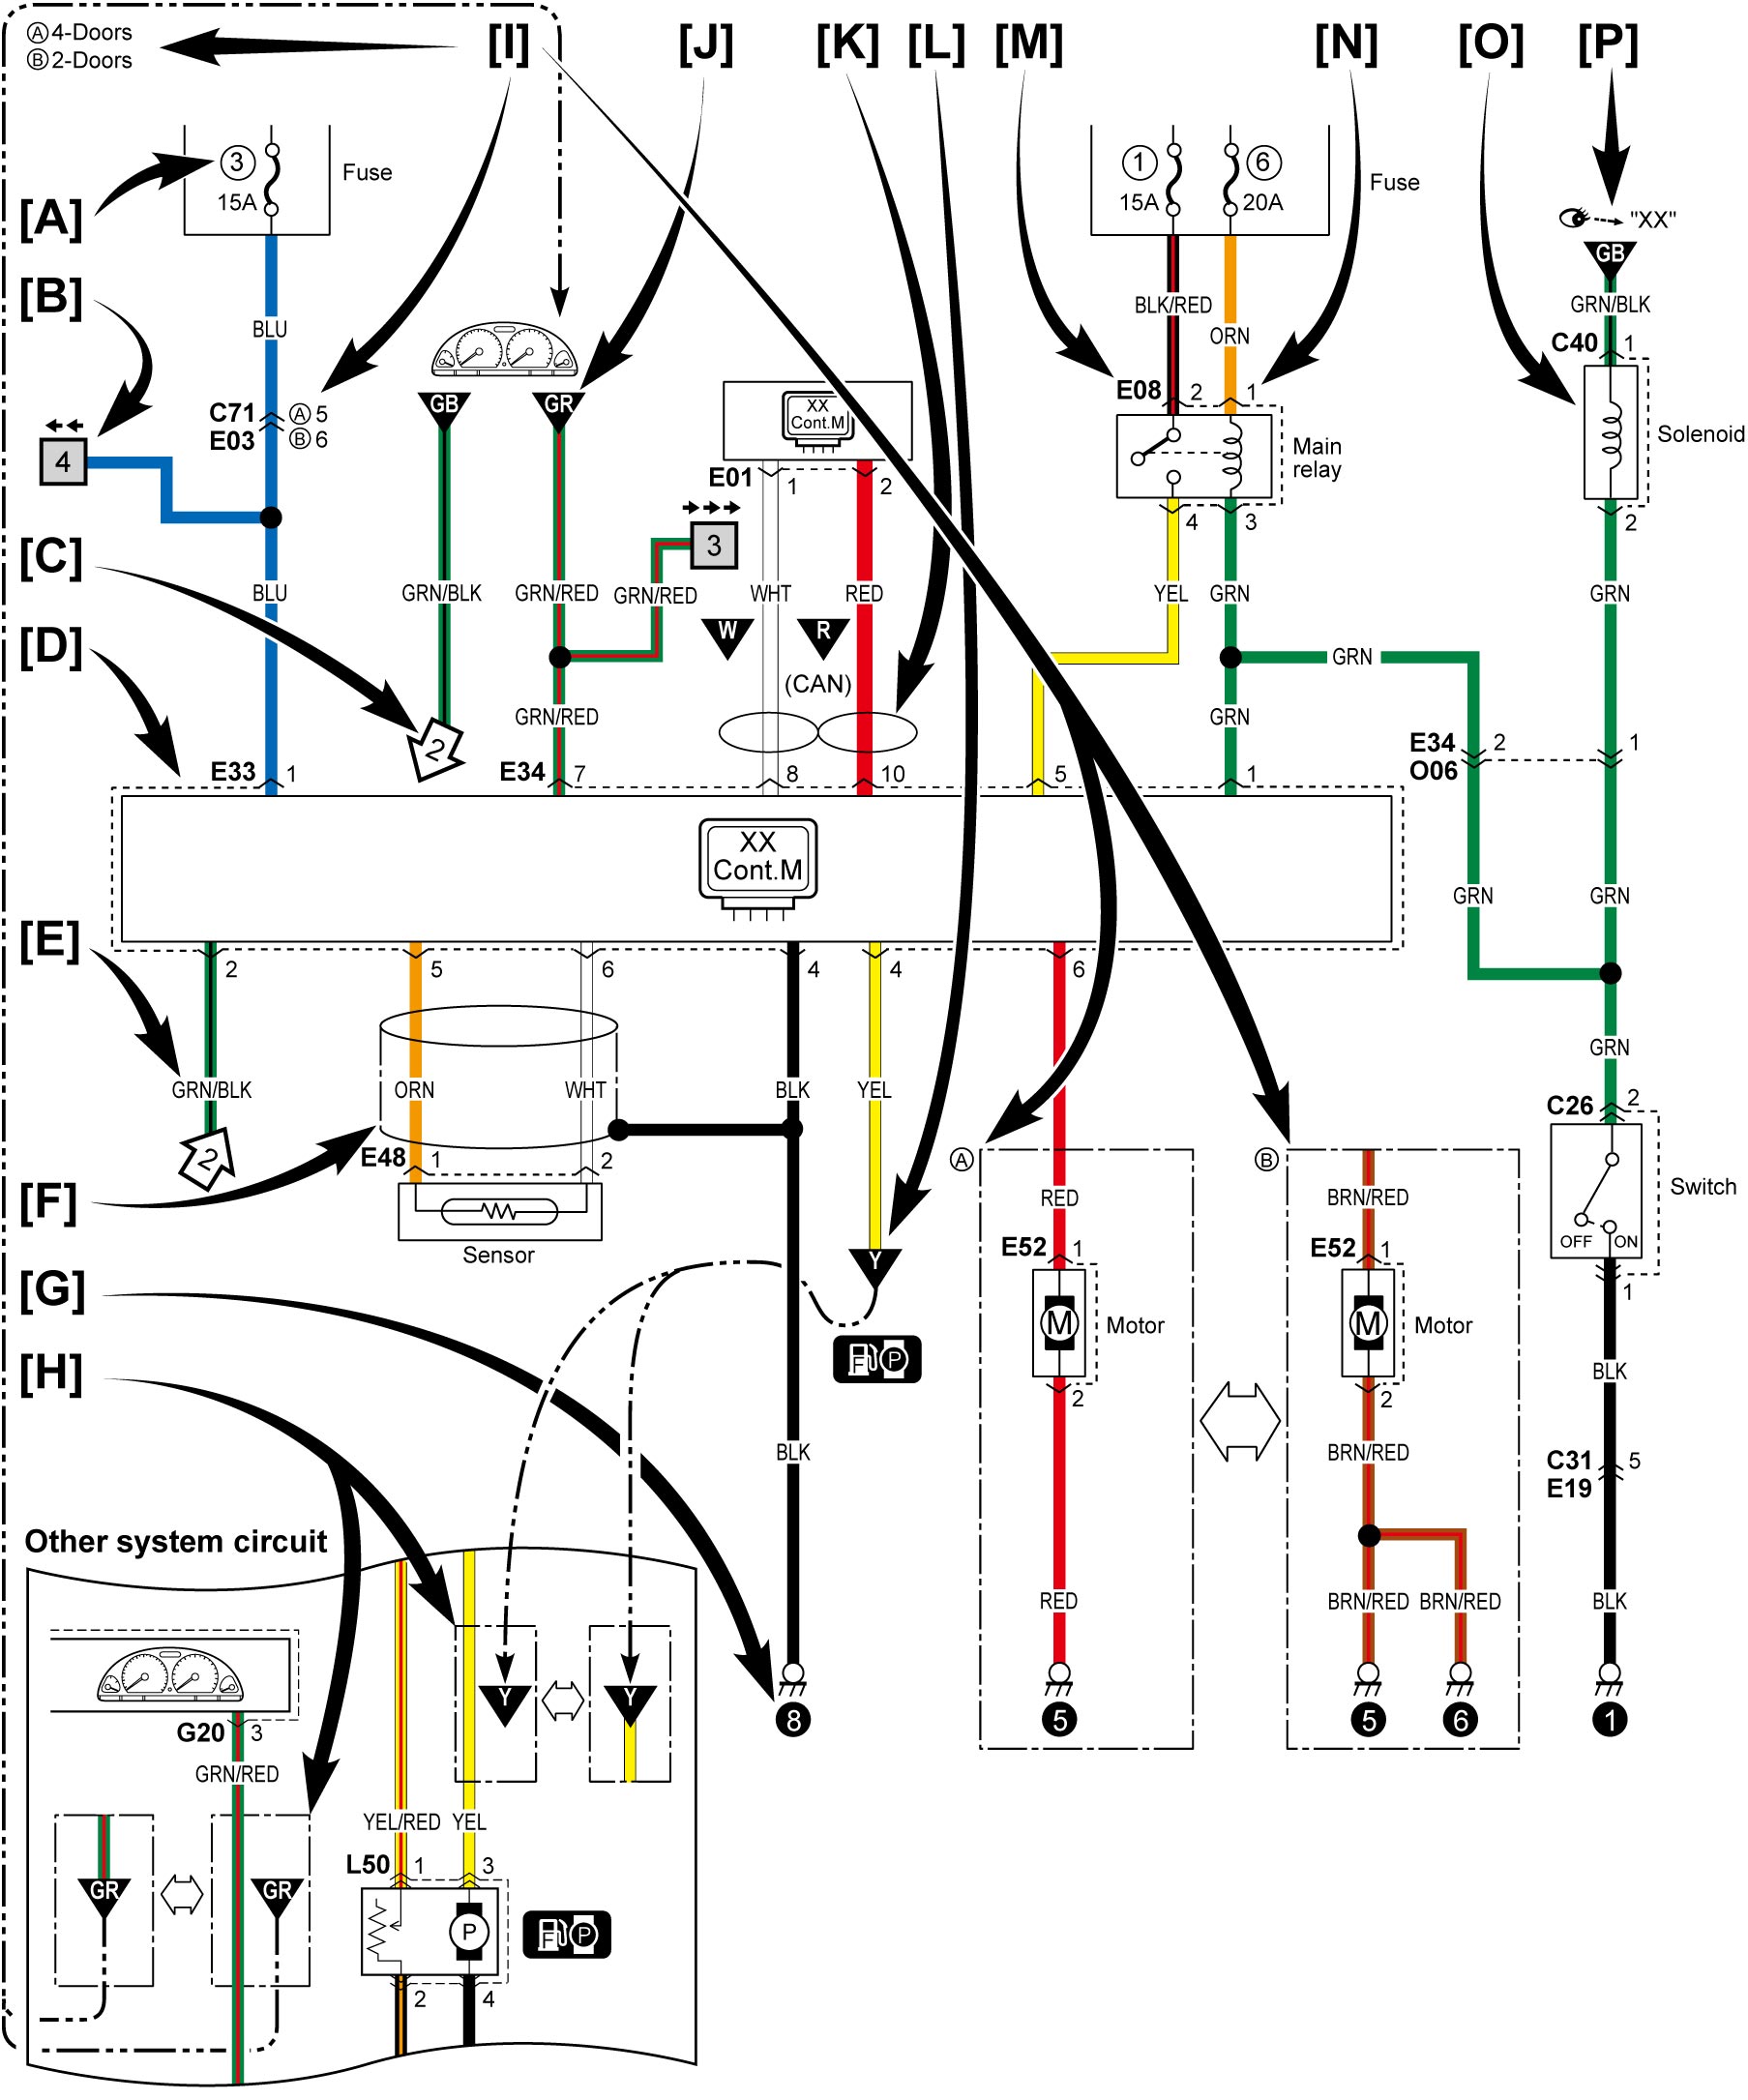 Ⓐ4-Doors
Ⓑ2-Doors
[I]
[J]
[K]
[L]
[M]
[N]
[O]
[P]
[A]
3
15A
Fuse
1
15A
6
20A
Fuse
"XX"
GB
[B]
BLU
BLK/RED
ORN
GRN/BLK
C40
1
C71
E03
Ⓐ5
Ⓑ6
GB
GR
XX
Cont.M
E08
2
1
Main
relay
Solenoid
4
E01
1
2
3
4
3
2
[C]
BLU
GRN/BLK
GRN/RED
GRN/RED
WHT
RED
YEL
GRN
GRN
[D]
W
R
(CAN)
GRN
GRN/RED
GRN
2
E34
O06
2
1
E33
1
E34
7
8
10
5
1
XX
Cont.M
GRN
GRN
[E]
2
5
6
4
4
6
GRN
GRN/BLK
ORN
WHT
BLK
YEL
C26
2
2
E48
1
2
Ⓐ
Ⓑ
[F]
RED
BRN/RED
Switch
OFF
ON
Sensor
Y
E52
1
E52
1
1
[G]
M
Motor
M
Motor
F
P
[H]
2
2
BLK
BLK
BRN/RED
C31
E19
5
Other system circuit
RED
BRN/RED
BRN/RED
BLK
Y
Y
8
5
5
6
1
G20
3
GRN/RED
YEL/RED
YEL
L50
1
3
GR
GR
P
F
P
2
4